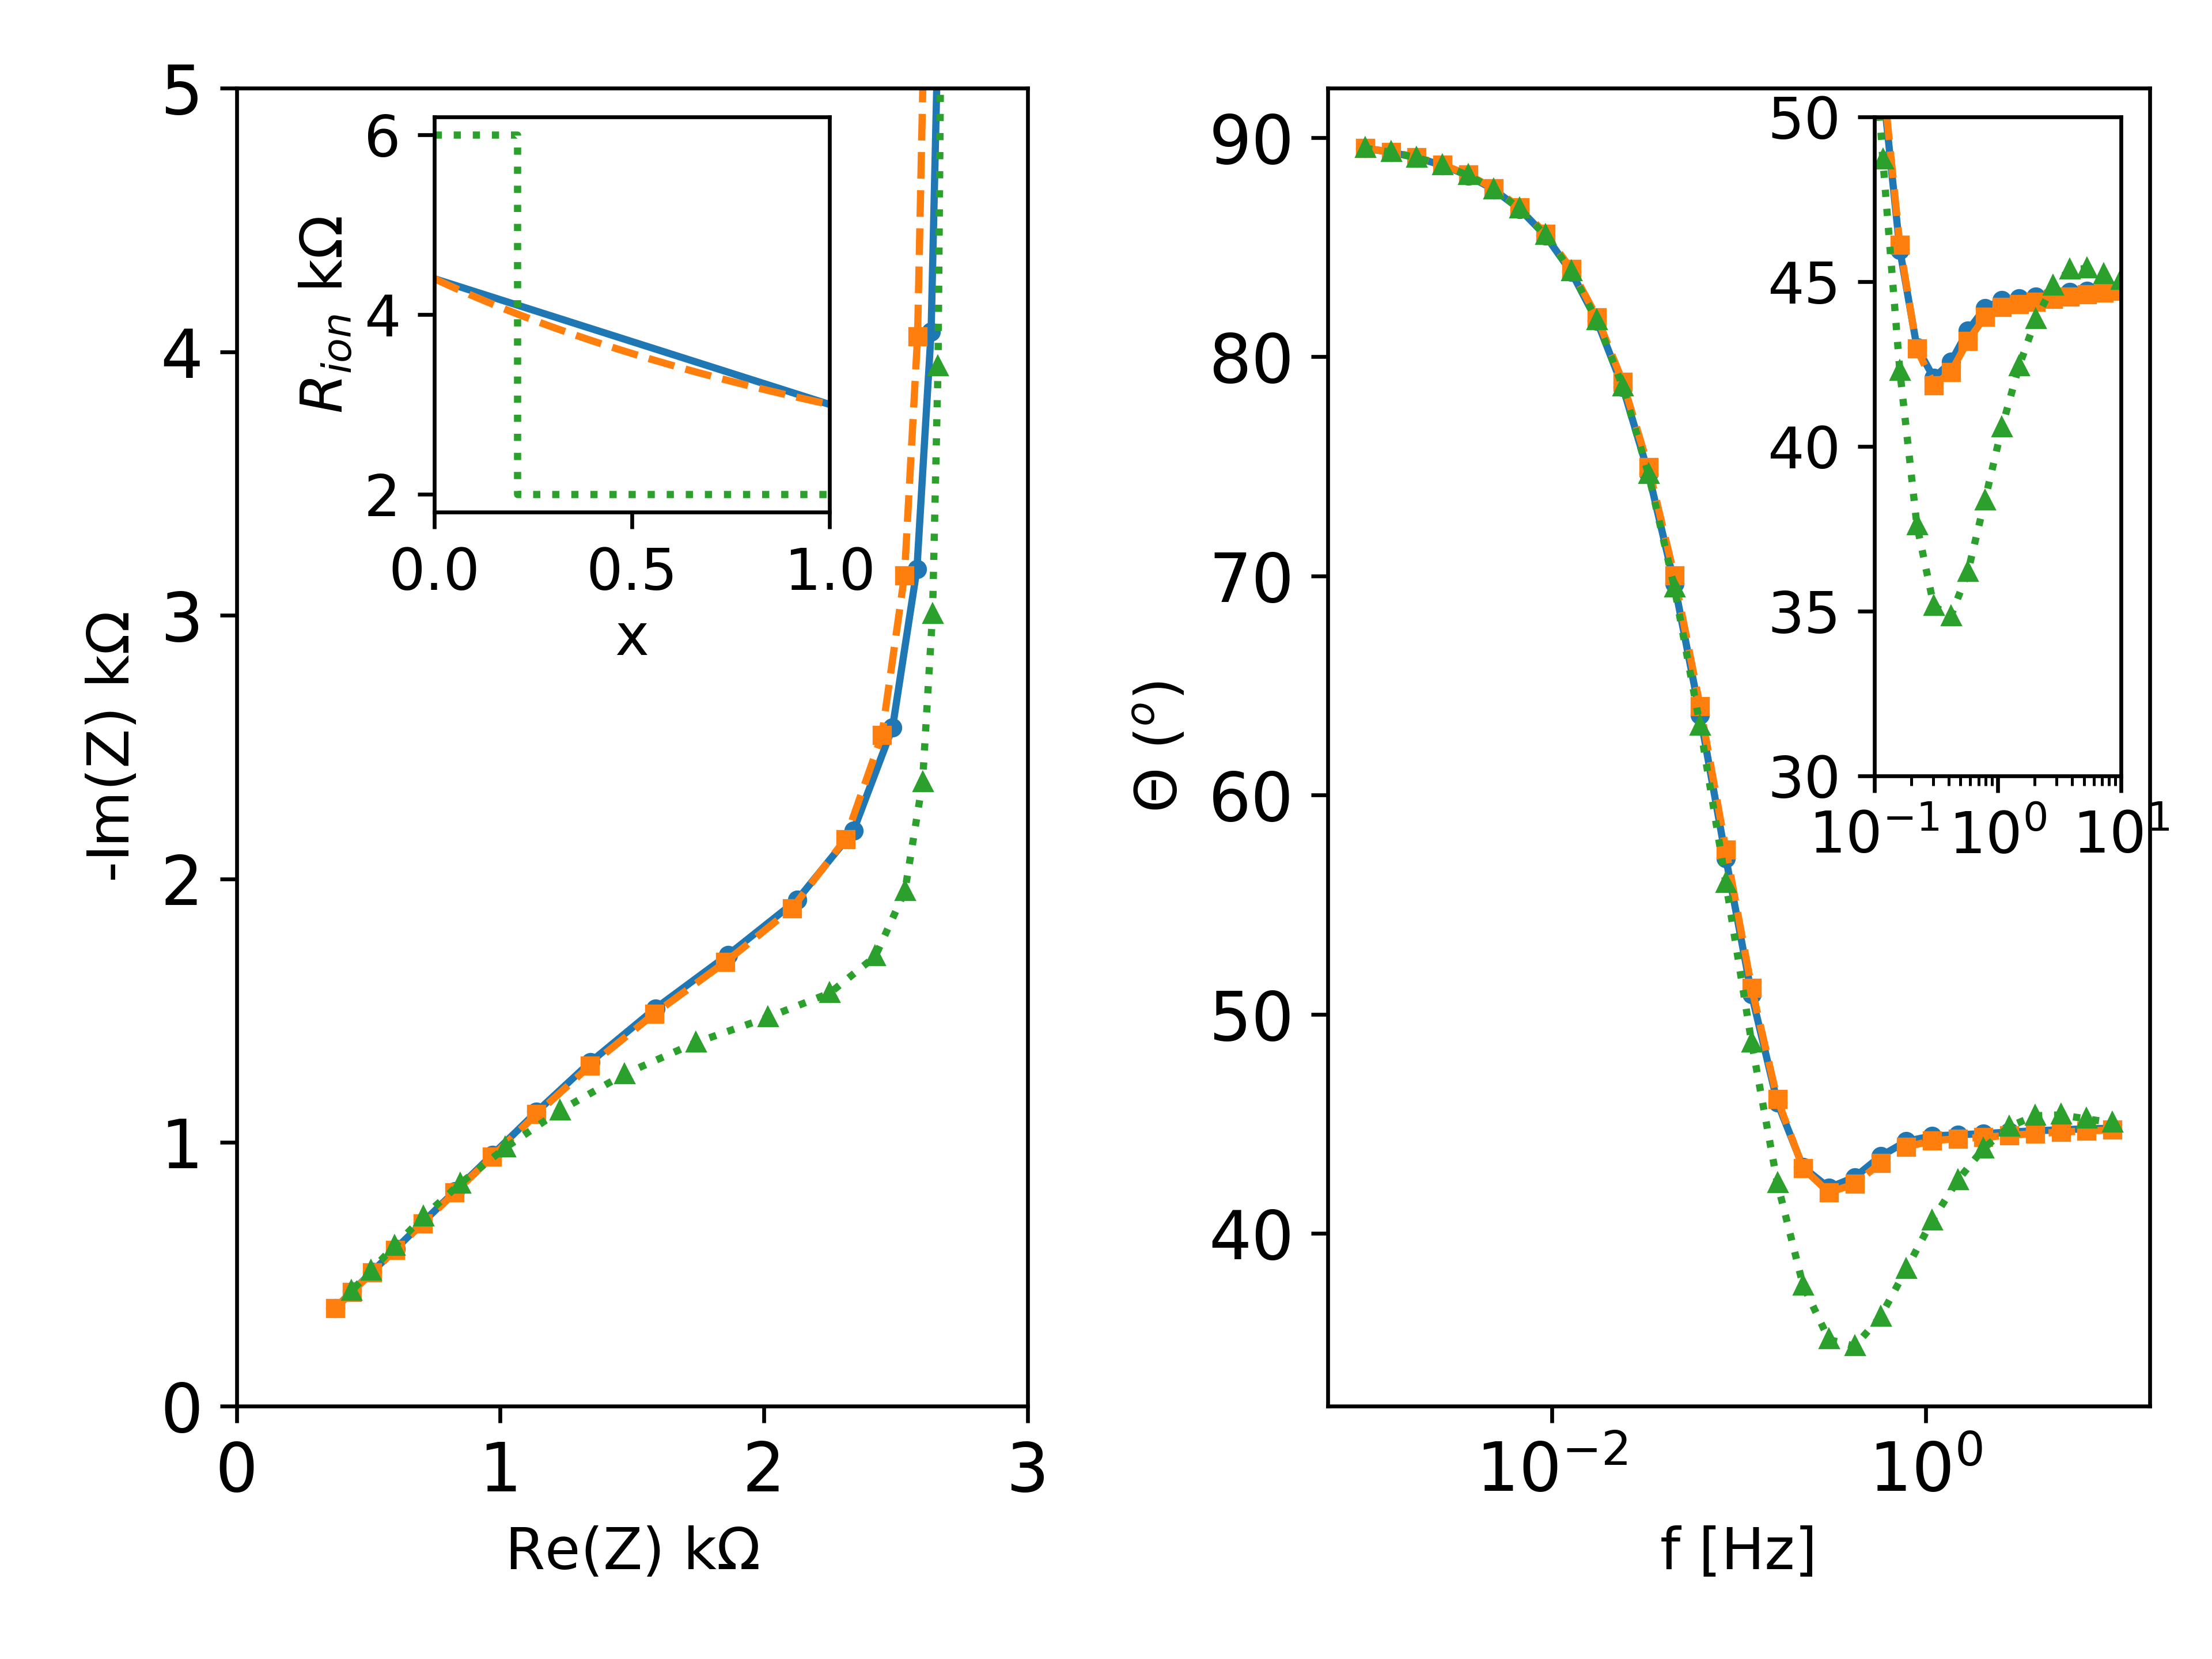 5
4
3
2
1
0
0 1 2 3
-Im(Z) kΩ
Re(Z) kΩ
6
4
2
0.0 0.5 1.0
R_{ion} kΩ
x
90
80
70
60
50
40
10^{−2} 10^{0}
Θ (^{o})
f [Hz]
50
45
40
35
30
10^{−1} 10^{0} 10^{1}